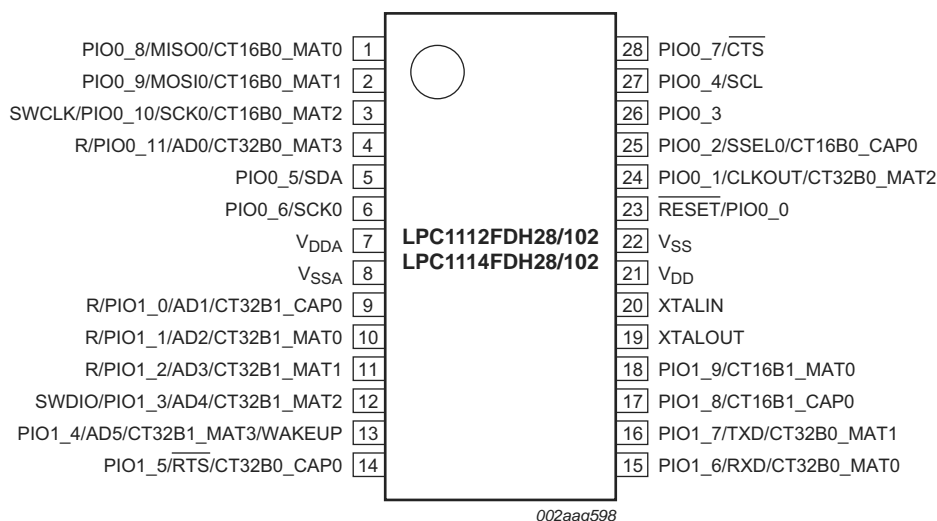 PIO0_8/MISO0/CT16B0_MAT0 1
PIO0_9/MOSI0/CT16B0_MAT1 2
SWCLK/PIO0_10/SCK0/CT16B0_MAT2 3
R/PIO0_11/AD0/CT32B0_MAT3 4
PIO0_5/SDA 5
PIO0_6/SCK0 6
VDDA 7
VSSA 8
R/PIO1_0/AD1/CT32B1_CAP0 9
R/PIO1_1/AD2/CT32B1_MAT0 10
R/PIO1_2/AD3/CT32B1_MAT1 11
SWDIO/PIO1_3/AD4/CT32B1_MAT2 12
PIO1_4/AD5/CT32B1_MAT3/WAKEUP 13
PIO1_5/RTS/CT32B0_CAP0 14
LPC1112FDH28/102
LPC1114FDH28/102
28 PIO0_7/CTS
27 PIO0_4/SCL
26 PIO0_3
25 PIO0_2/SSEL0/CT16B0_CAP0
24 PIO0_1/CLKOUT/CT32B0_MAT2
23 RESET/PIO0_0
22 VSS
21 VDD
20 XTALIN
19 XTALOUT
18 PIO1_9/CT16B1_MAT0
17 PIO1_8/CT16B1_CAP0
16 PIO1_7/TXD/CT32B0_MAT1
15 PIO1_6/RXD/CT32B0_MAT0
002aag598